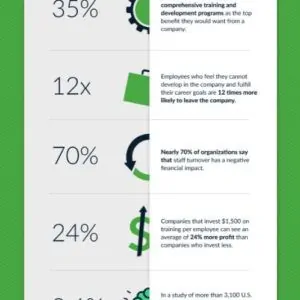 35%
comprehensive training and
development programs as the top
benefit they would want from a
company.
12x
Employees who feel they cannot
develop in the company and fulfill
their career goals are 12 times more
likely to leave the company.
70%
Nearly 70% of organizations say
that staff turnover has a negative
financial impact.
24%
$
Companies that invest $1,500 on
training per employee can see an
average of 24% more profit than
companies who invest less.
In a study of more than 3,100 U.S.